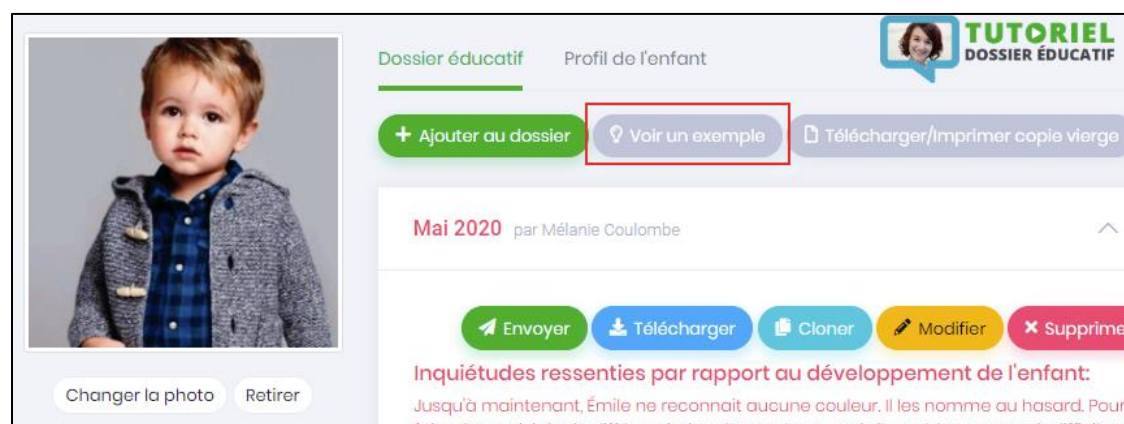 TUTORIEL
DOSSIER ÉDUCATIF
Dossier éducatif Profil de l'enfant
+ Ajouter au dossier Voir un exemple Télécharger/Imprimer copie vierge
Mai 2020 par Mélanie Coulombe
Envoyer Télécharger Cloner Modifier × Supprime
Inquiétudes ressenties par rapport au développement de l'enfant:
Jusqu'à maintenant, Émile ne reconnait aucune couleur. Il les nomme au hasard. Pour
Changer la photo Retirer